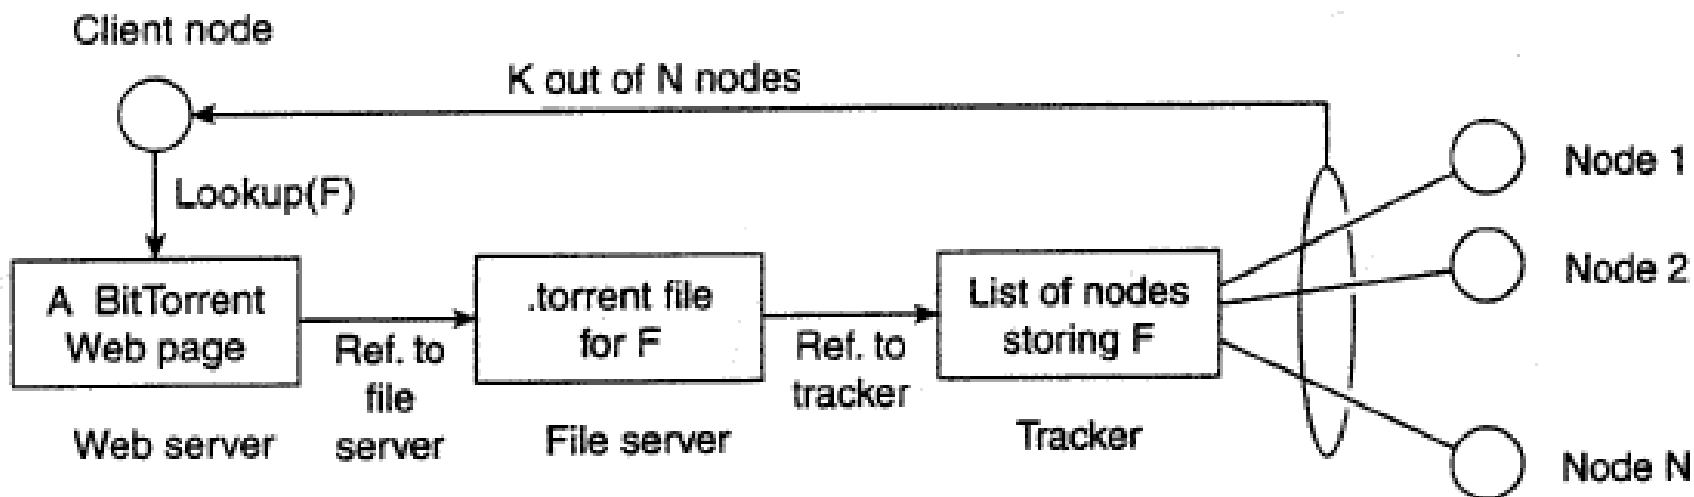 Client node
K out of N nodes
Lookup(F)
Node 1
Node 2
A BitTorrent
Web page
Ref. to
file
server
Web server
.torrent file
for F
File server
Ref. to
tracker
List of nodes
storing F
Tracker
Node N